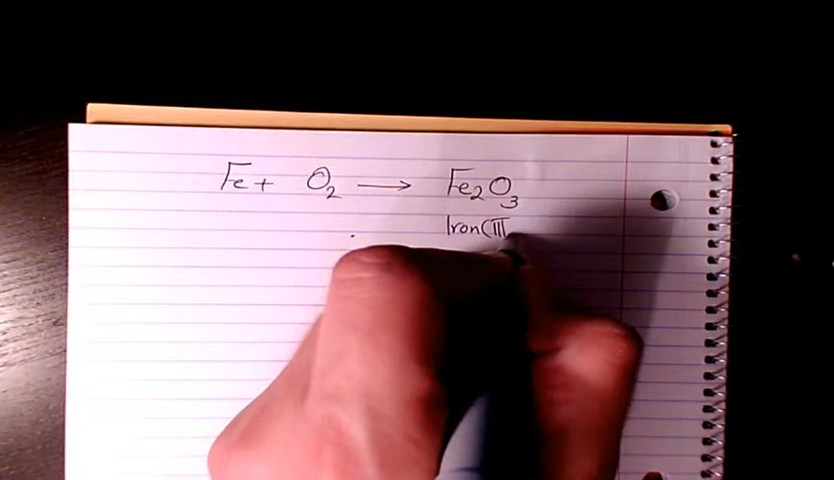 Fe + O₂ → Fe₂O₃
Iron(III